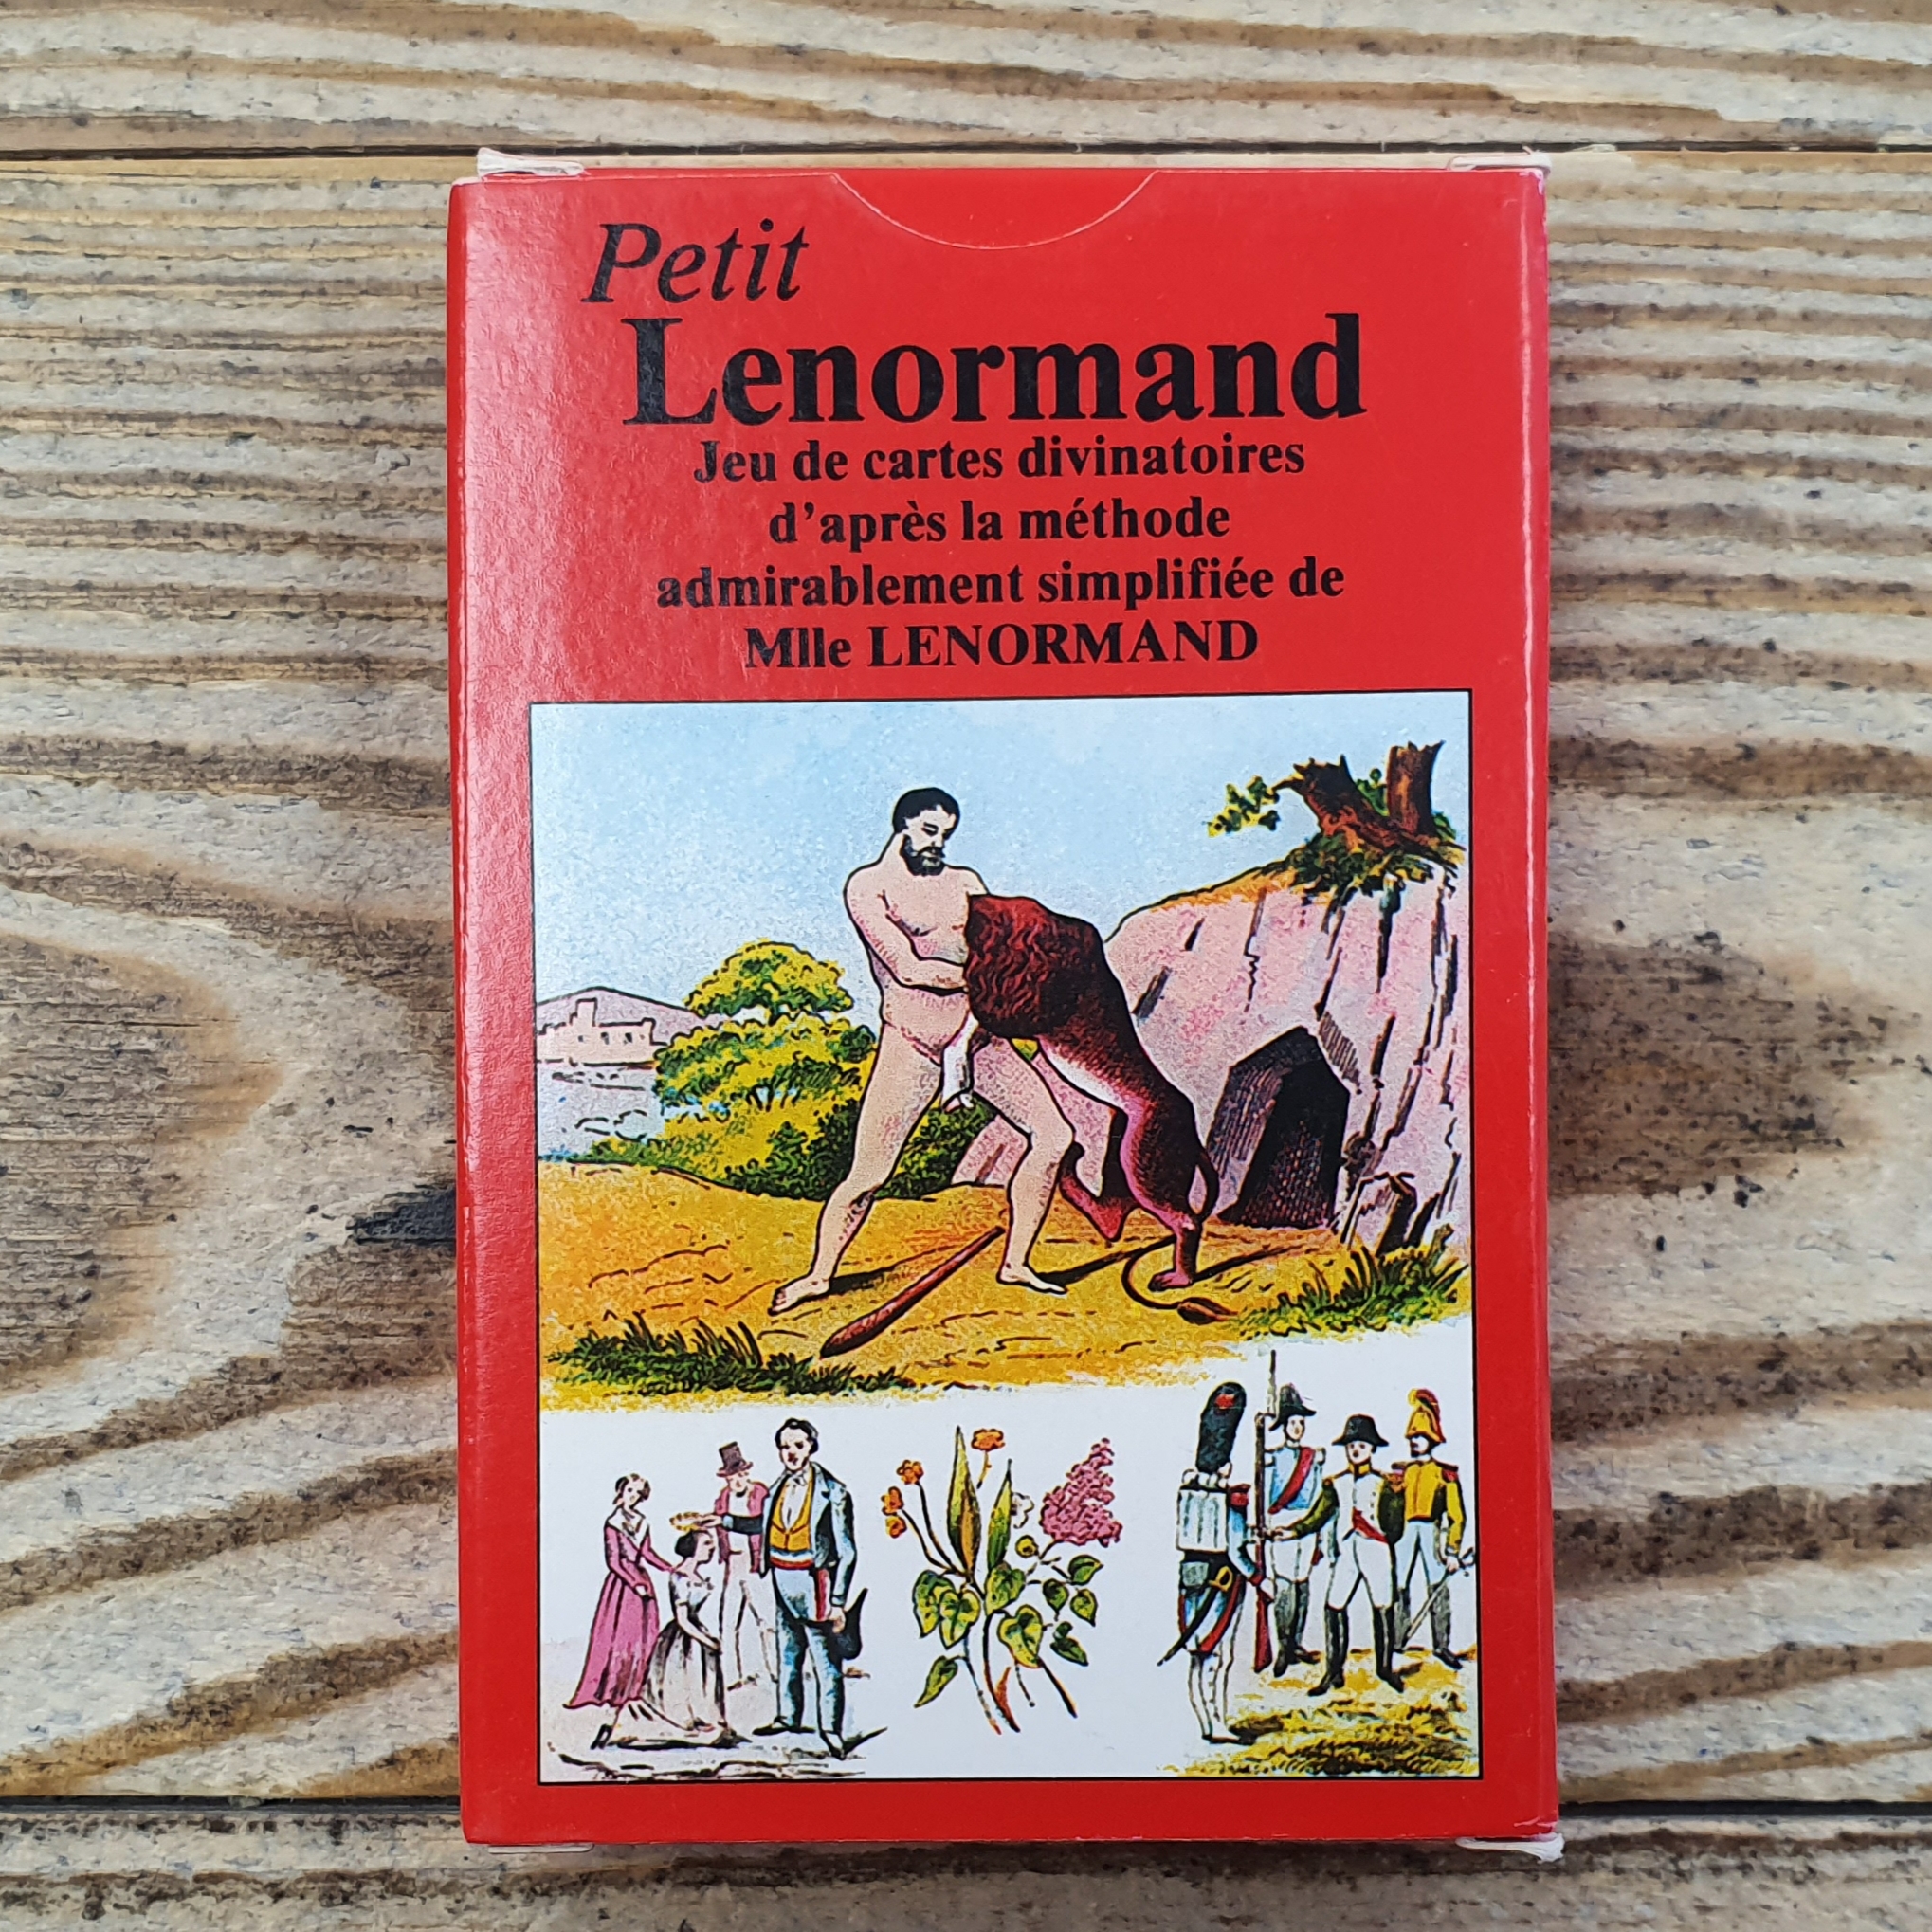 Petit
Lenormand
Jeu de cartes divinatoires
d'après la méthode
admirablement simplifiée de
Mlle LENORMAND